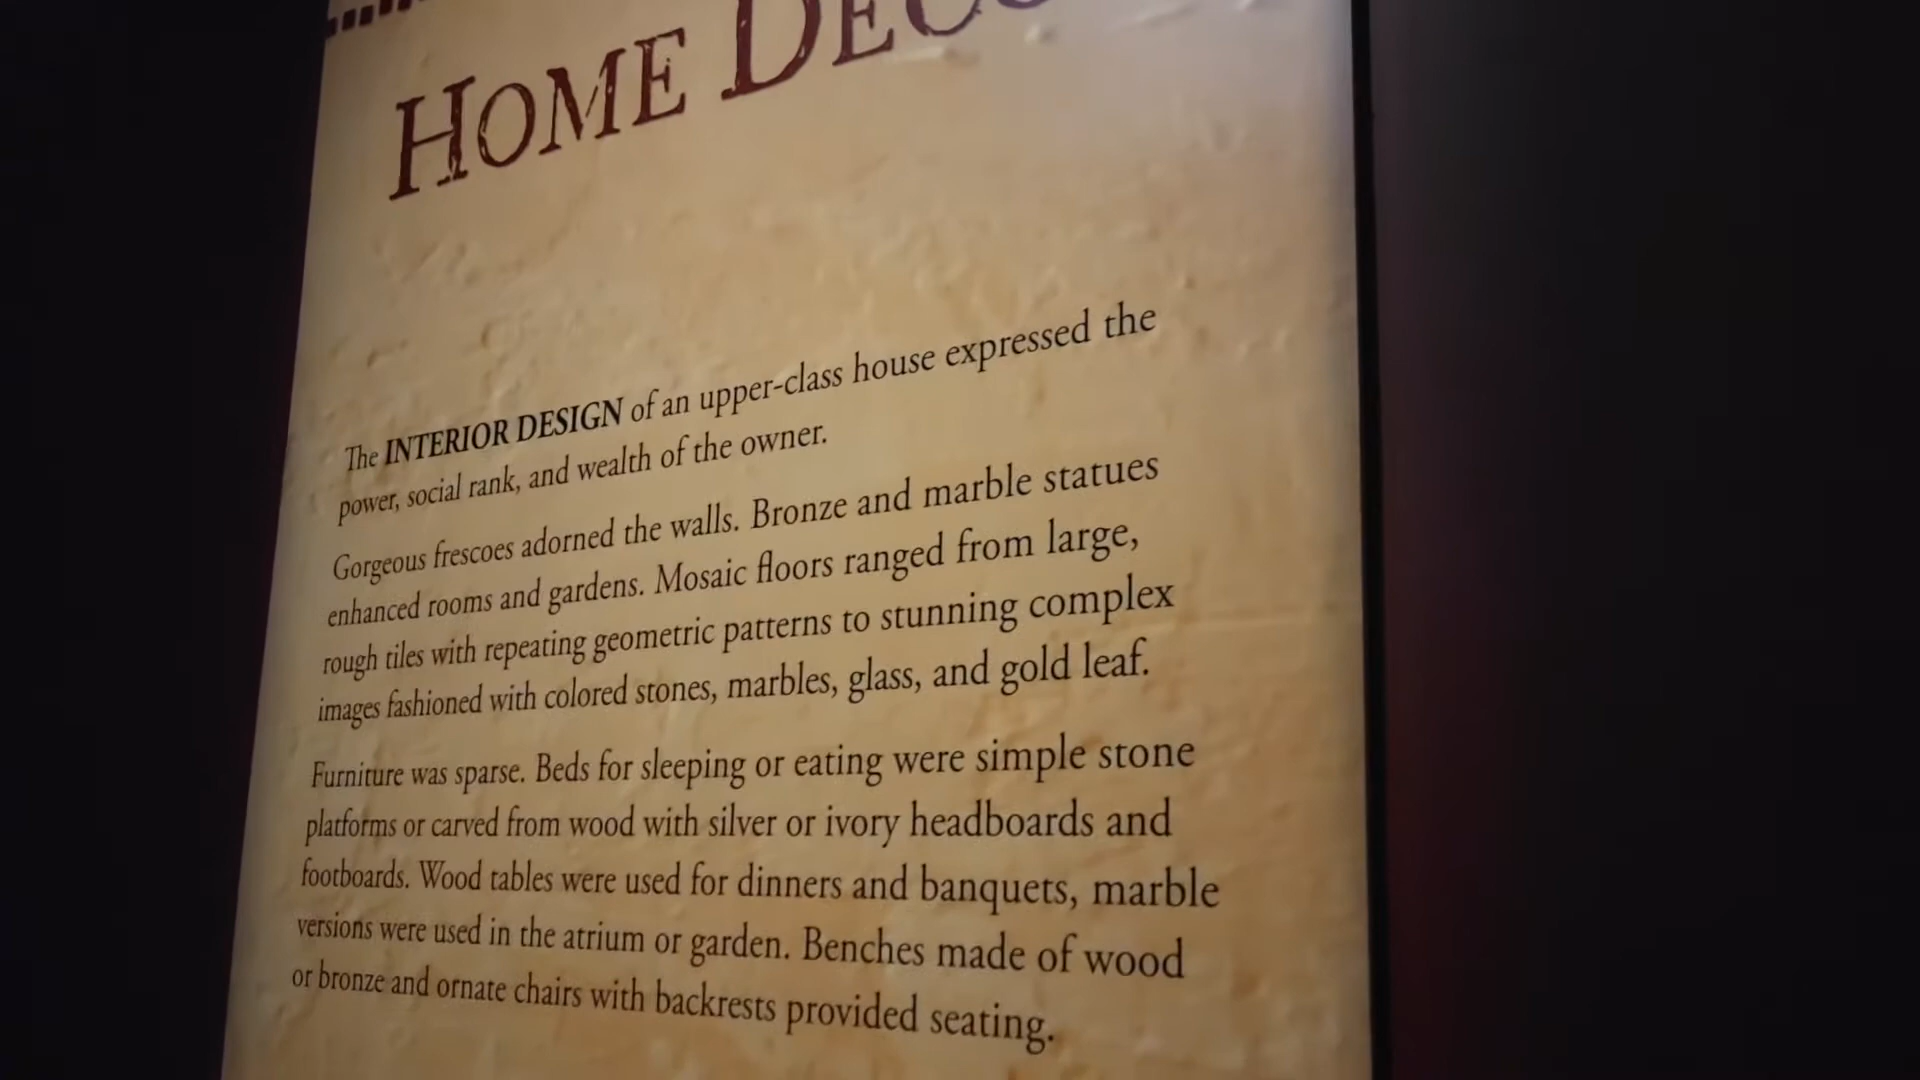 HOME DECO
The INTERIOR DESIGN of an upper-class house expressed the
power, social rank, and wealth of the owner.
Gorgeous frescoes adorned the walls. Bronze and marble statues
enhanced rooms and gardens. Mosaic floors ranged from large,
rough tiles with repeating geometric patterns to stunning complex
images fashioned with colored stones, marbles, glass, and gold leaf.
Furniture was sparse. Beds for sleeping or eating were simple stone
platforms or carved from wood with silver or ivory headboards and
footboards. Wood tables were used for dinners and banquets, marble
versions were used in the atrium or garden. Benches made of wood
or bronze and ornate chairs with backrests provided seating.